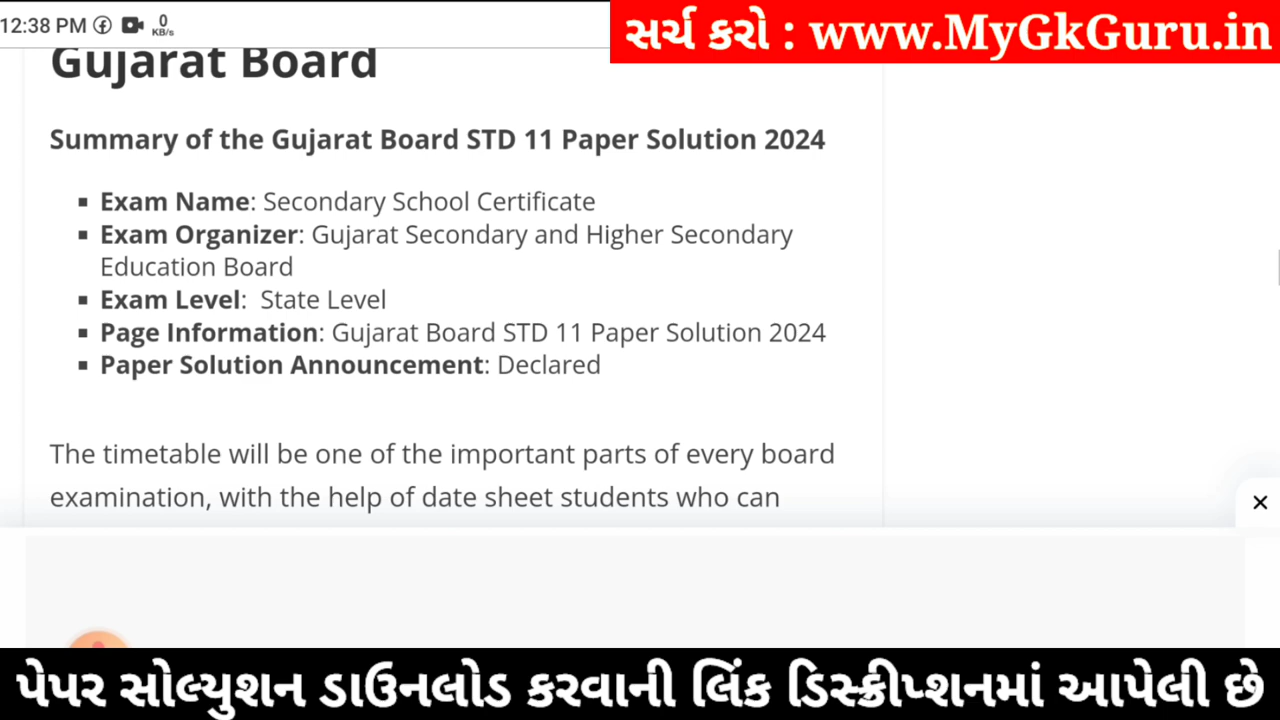 12:38 PM 0 KB/s
સર્ચ કરો : www.MyGkGuru.in
Gujarat Board
Summary of the Gujarat Board STD 11 Paper Solution 2024
▪ Exam Name: Secondary School Certificate
▪ Exam Organizer: Gujarat Secondary and Higher Secondary
Education Board
▪ Exam Level: State Level
▪ Page Information: Gujarat Board STD 11 Paper Solution 2024
▪ Paper Solution Announcement: Declared
The timetable will be one of the important parts of every board
examination, with the help of date sheet students who can
પેપર સોલ્યુશન ડાઉનલોડ કરવાની લિંક ડિસ્ક્રીપ્શનમાં આપેલી છે